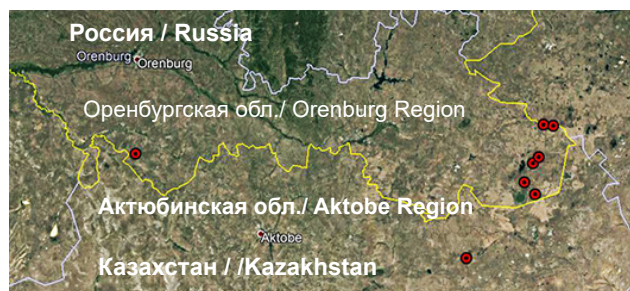 Россия / Russia
Orenburg
Orenburg
Оренбургская обл./ Orenburg Region
Актюбинская обл./ Aktobe Region
Aktobe
Казахстан / /Kazakhstan